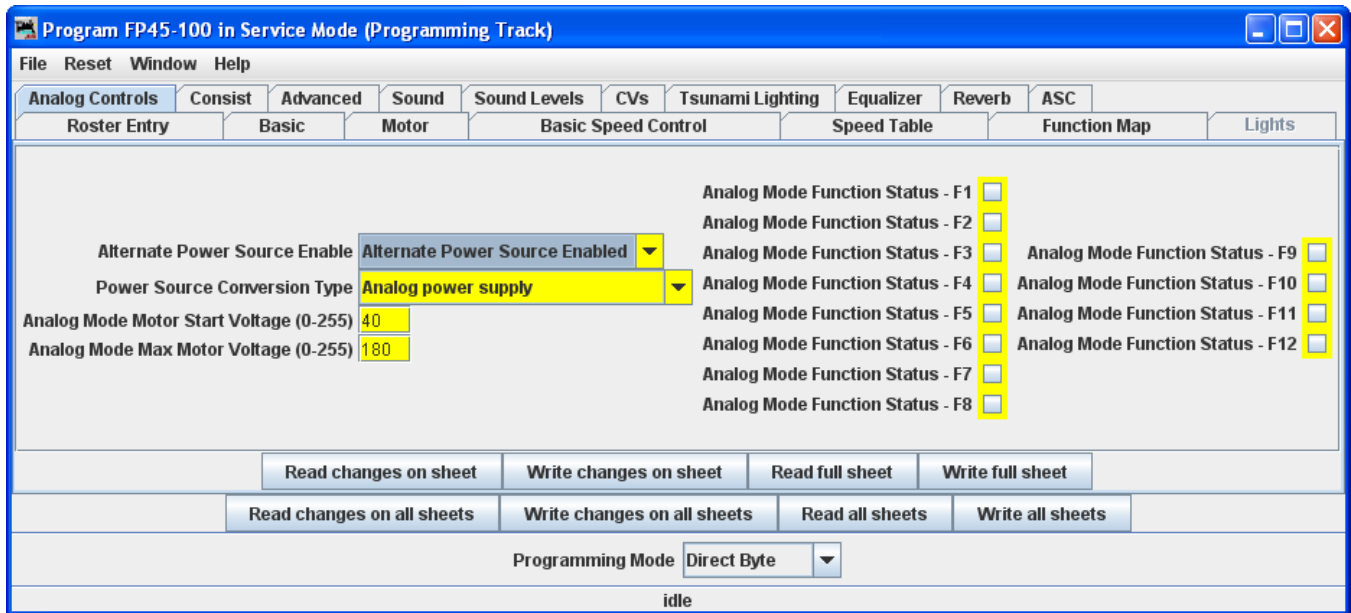 Program FP45-100 in Service Mode (Programming Track)
File Reset Window Help
Analog Controls Consist Advanced Sound Sound Levels CVs Tsunami Lighting Equalizer Reverb ASC
Roster Entry Basic Motor Basic Speed Control Speed Table Function Map Lights
Alternate Power Source Enable Alternate Power Source Enabled
Power Source Conversion Type Analog power supply
Analog Mode Motor Start Voltage (0-255) 40
Analog Mode Max Motor Voltage (0-255) 180
Analog Mode Function Status - F1
Analog Mode Function Status - F2
Analog Mode Function Status - F3
Analog Mode Function Status - F4
Analog Mode Function Status - F5
Analog Mode Function Status - F6
Analog Mode Function Status - F7
Analog Mode Function Status - F8
Analog Mode Function Status - F9
Analog Mode Function Status - F10
Analog Mode Function Status - F11
Analog Mode Function Status - F12
Read changes on sheet Write changes on sheet Read full sheet Write full sheet
Read changes on all sheets Write changes on all sheets Read all sheets Write all sheets
Programming Mode Direct Byte
idle